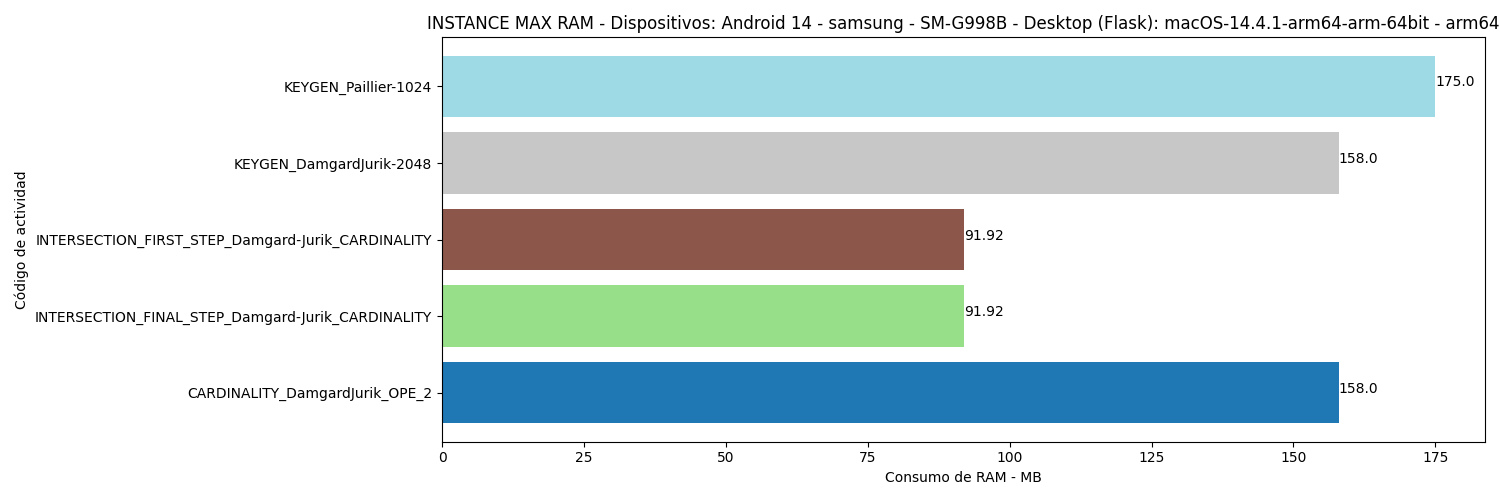 INSTANCE MAX RAM - Dispositivos: Android 14 - samsung - SM-G998B - Desktop (Flask): macOS-14.4.1-arm64-arm-64bit - arm64
Código de actividad
KEYGEN_Paillier-1024
175.0
KEYGEN_DamgardJurik-2048
158.0
INTERSECTION_FIRST_STEP_Damgard-Jurik_CARDINALITY
91.92
INTERSECTION_FINAL_STEP_Damgard-Jurik_CARDINALITY
91.92
CARDINALITY_DamgardJurik_OPE_2
158.0
0 25 50 75 100 125 150 175
Consumo de RAM - MB